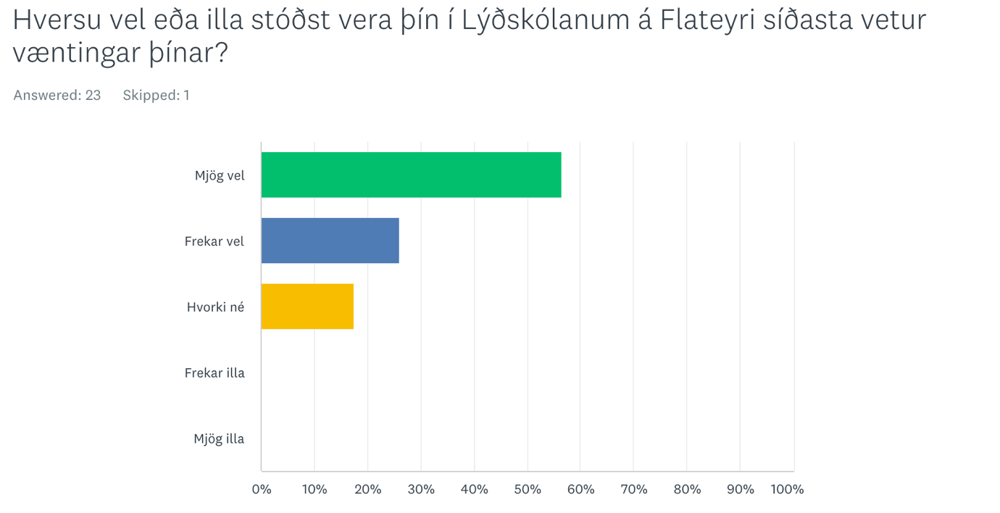 Hversu vel eða illa stóðst vera þín í Lýðskólanum á Flateyri síðasta vetur
væntingar þínar?
Answered: 23 Skipped: 1
Mjög vel
Frekar vel
Hvorki né
Frekar illa
Mjög illa
0% 10% 20% 30% 40% 50% 60% 70% 80% 90% 100%